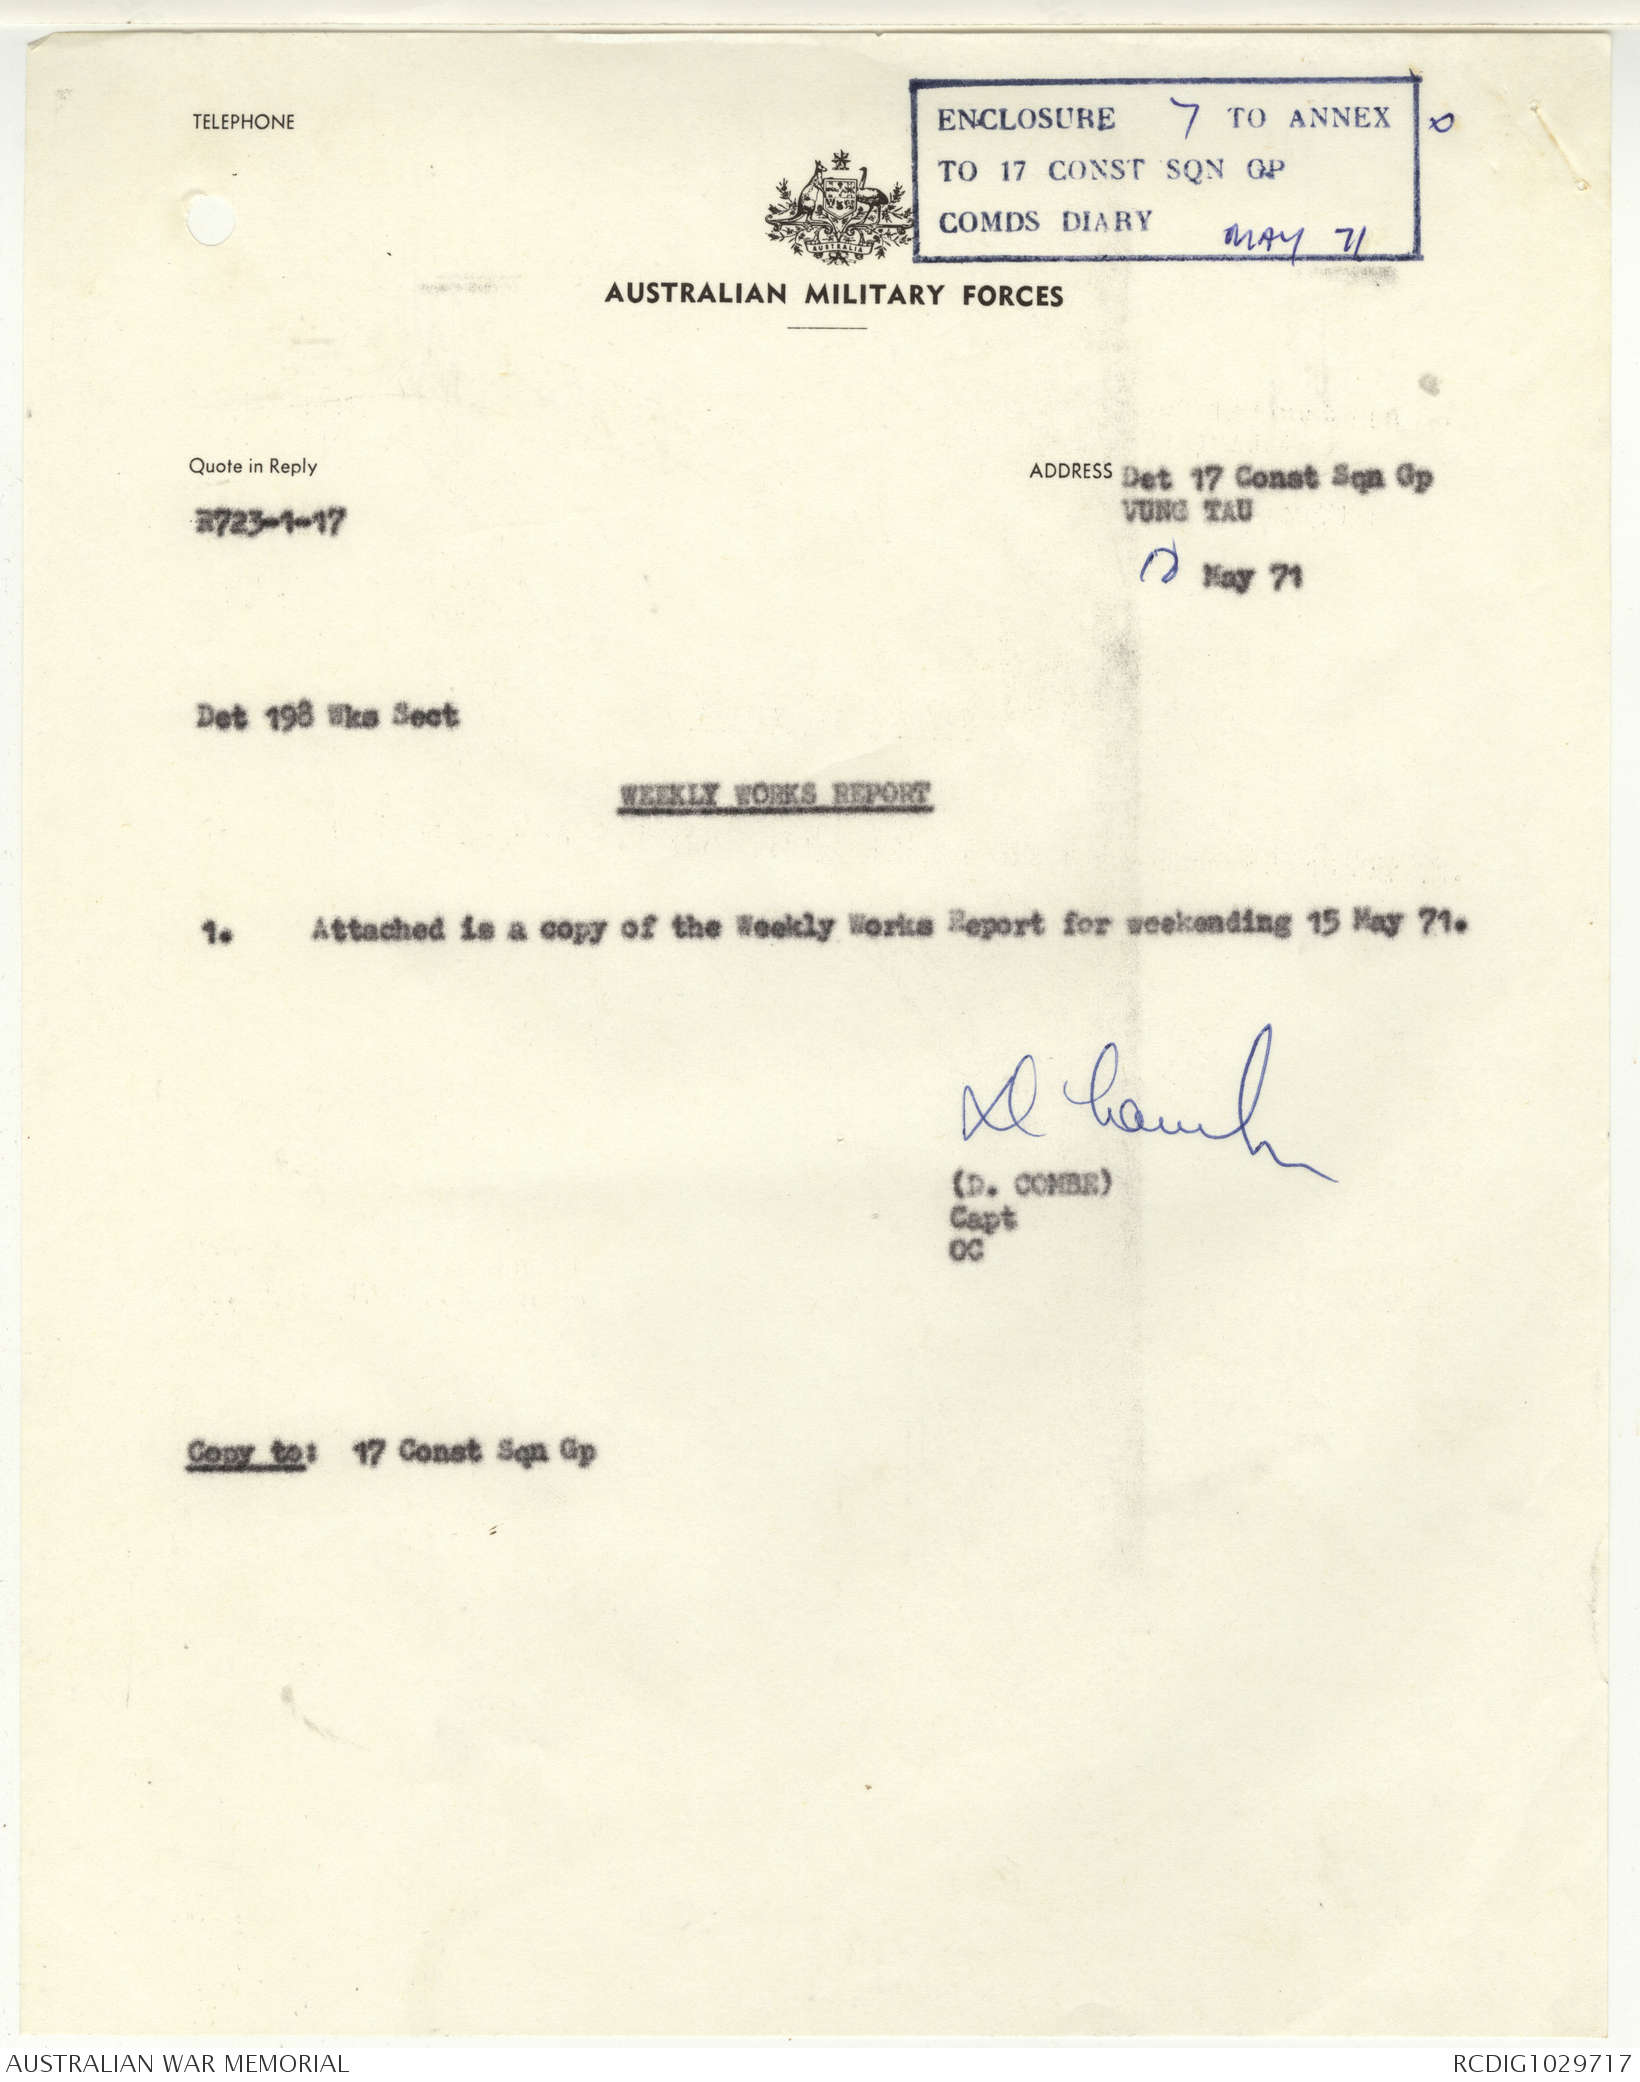 TELEPHONE
ENCLOSURE 7 TO ANNEX
TO 17 CONST SQN GP
COMDS DIARY MAY 71
AUSTRALIA
AUSTRALIAN MILITARY FORCES
Quote in Reply
R723-1-17
ADDRESS Det 17 Const Sqn Gp
VUNG TAU
May 71
Det 198 Wks Sect
WEEKLY WORKS REPORT
1. Attached is a copy of the Weekly Works Report for weekending 15 May 71.
(D. COMBE)
Capt
OC
Copy to: 17 Const Sqn Gp
AUSTRALIAN WAR MEMORIAL
RCDIG1029717